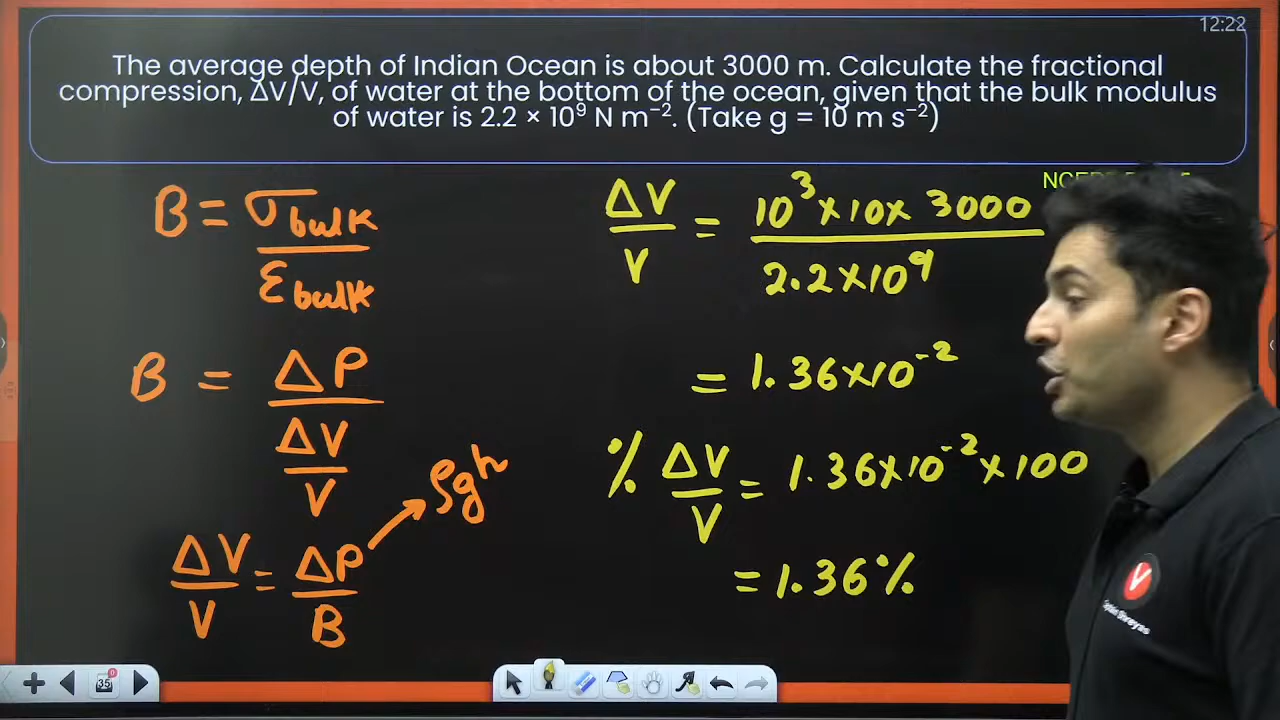 12:22
The average depth of Indian Ocean is about 3000 m. Calculate the fractional
compression, ΔV/V, of water at the bottom of the ocean, given that the bulk modulus
of water is 2.2 × 10⁹ N m⁻². (Take g = 10 m s⁻²)
B = σbulk / εbulk
B = ΔP / (ΔV / V)
ΔV / V = ΔP / B → ρgh
ΔV / V = 10³ × 10 × 3000 / 2.2 × 10⁹
= 1.36 × 10⁻²
% ΔV / V = 1.36 × 10⁻² × 100
= 1.36 %
35